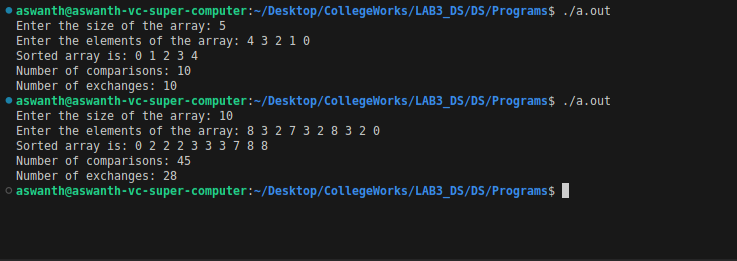 aswanth@aswanth-vc-super-computer:~/Desktop/CollegeWorks/LAB3_DS/DS/Programs$ ./a.out
Enter the size of the array: 5
Enter the elements of the array: 4 3 2 1 0
Sorted array is: 0 1 2 3 4
Number of comparisons: 10
Number of exchanges: 10
aswanth@aswanth-vc-super-computer:~/Desktop/CollegeWorks/LAB3_DS/DS/Programs$ ./a.out
Enter the size of the array: 10
Enter the elements of the array: 8 3 2 7 3 2 8 3 2 0
Sorted array is: 0 2 2 2 3 3 3 7 8 8
Number of comparisons: 45
Number of exchanges: 28
aswanth@aswanth-vc-super-computer:~/Desktop/CollegeWorks/LAB3_DS/DS/Programs$